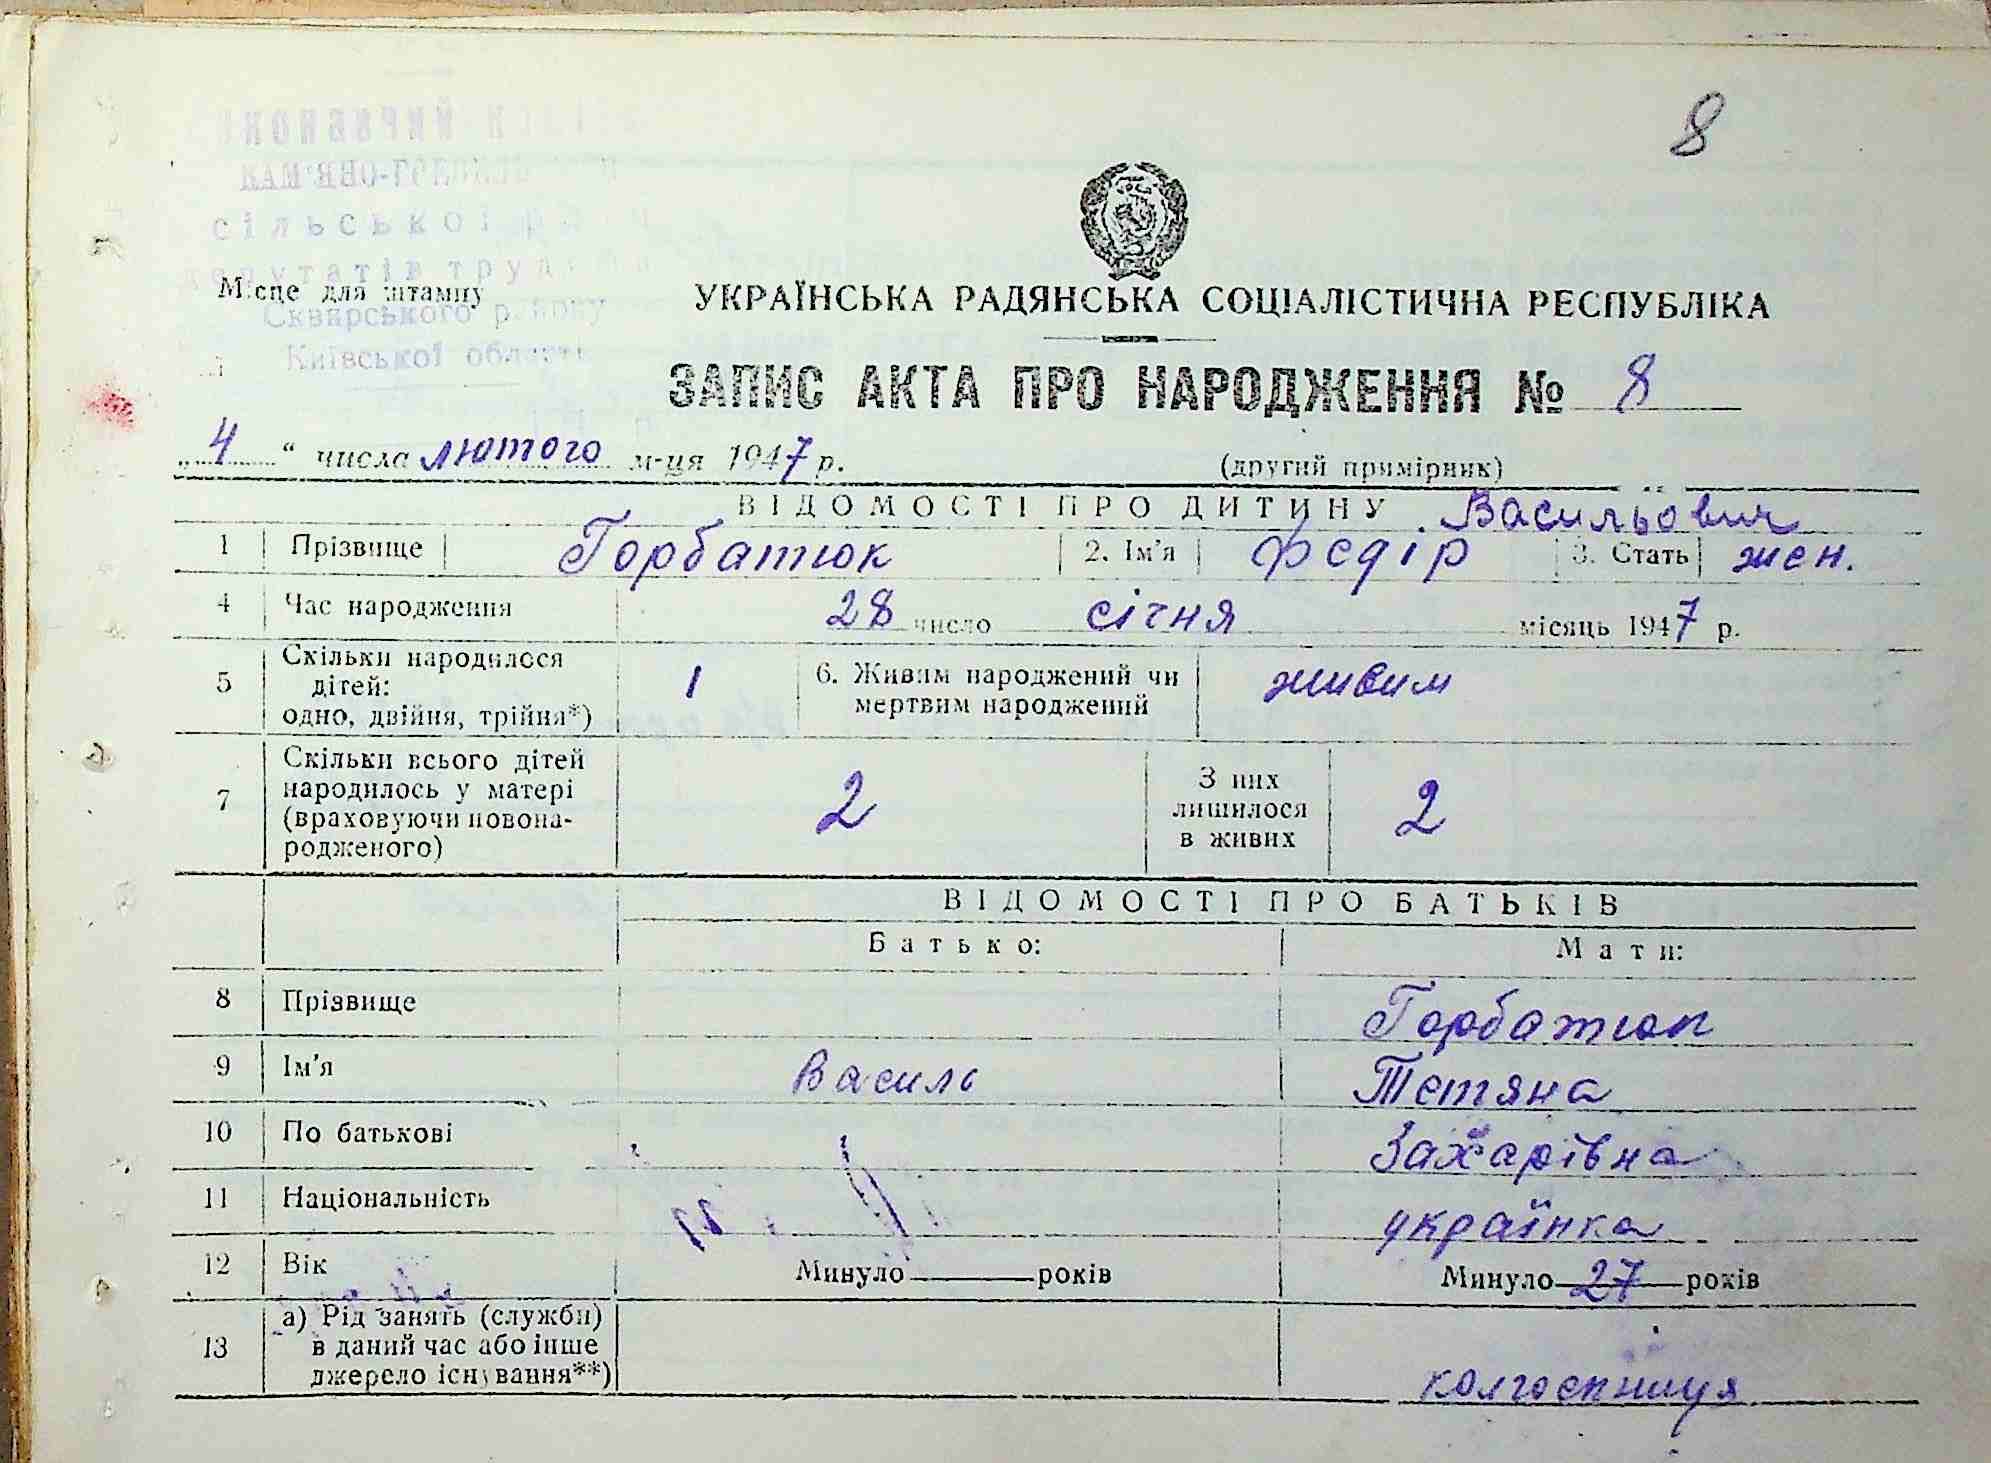 8
КАМ'ЯНО-
сільської
депутатів
Місце для штампу
Сквирського району
Київської області
УКРАЇНСЬКА РАДЯНСЬКА СОЦІАЛІСТИЧНА РЕСПУБЛІКА
ЗАПИС АКТА ПРО НАРОДЖЕННЯ № 8
„4“ числа лютого м-ця 1947 р.
(другий примірник)
ВІДОМОСТІ ПРО ДИТИНУ Васильович
1 Прізвище Горбатюк 2. Ім'я Федір 3. Стать жен.
4 Час народження 28 число січня місяць 1947 р.
5 Скільки народилося дітей: одно, двійня, трійня*) 1 6. Живим народжений чи мертвим народжений живим
7 Скільки всього дітей народилось у матері (враховуючи новонародженого) 2 З них лишилося в живих 2
ВІДОМОСТІ ПРО БАТЬКІВ
Батько: Мати:
8 Прізвище Горбатюк
9 Ім'я Василь Тетяна
10 По батькові Захарівна
11 Національність українка
12 Вік Минуло років Минуло 27 років
13 а) Рід занять (служби) в даний час або інше джерело існування**) колгоспниця